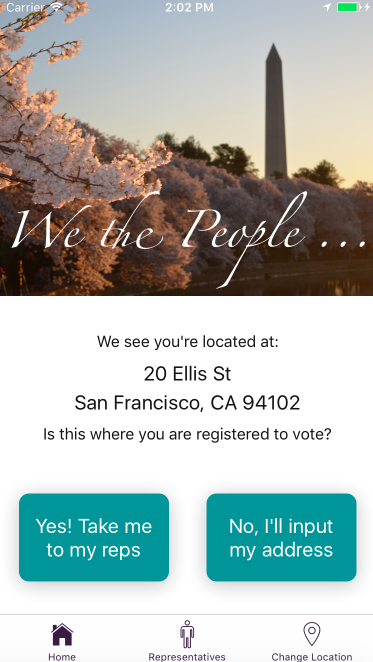 Carrier 2:02 PM
We the People ...
We see you're located at:
20 Ellis St
San Francisco, CA 94102
Is this where you are registered to vote?
Yes! Take me
to my reps
No, I'll input
my address
Home Representatives Change Location